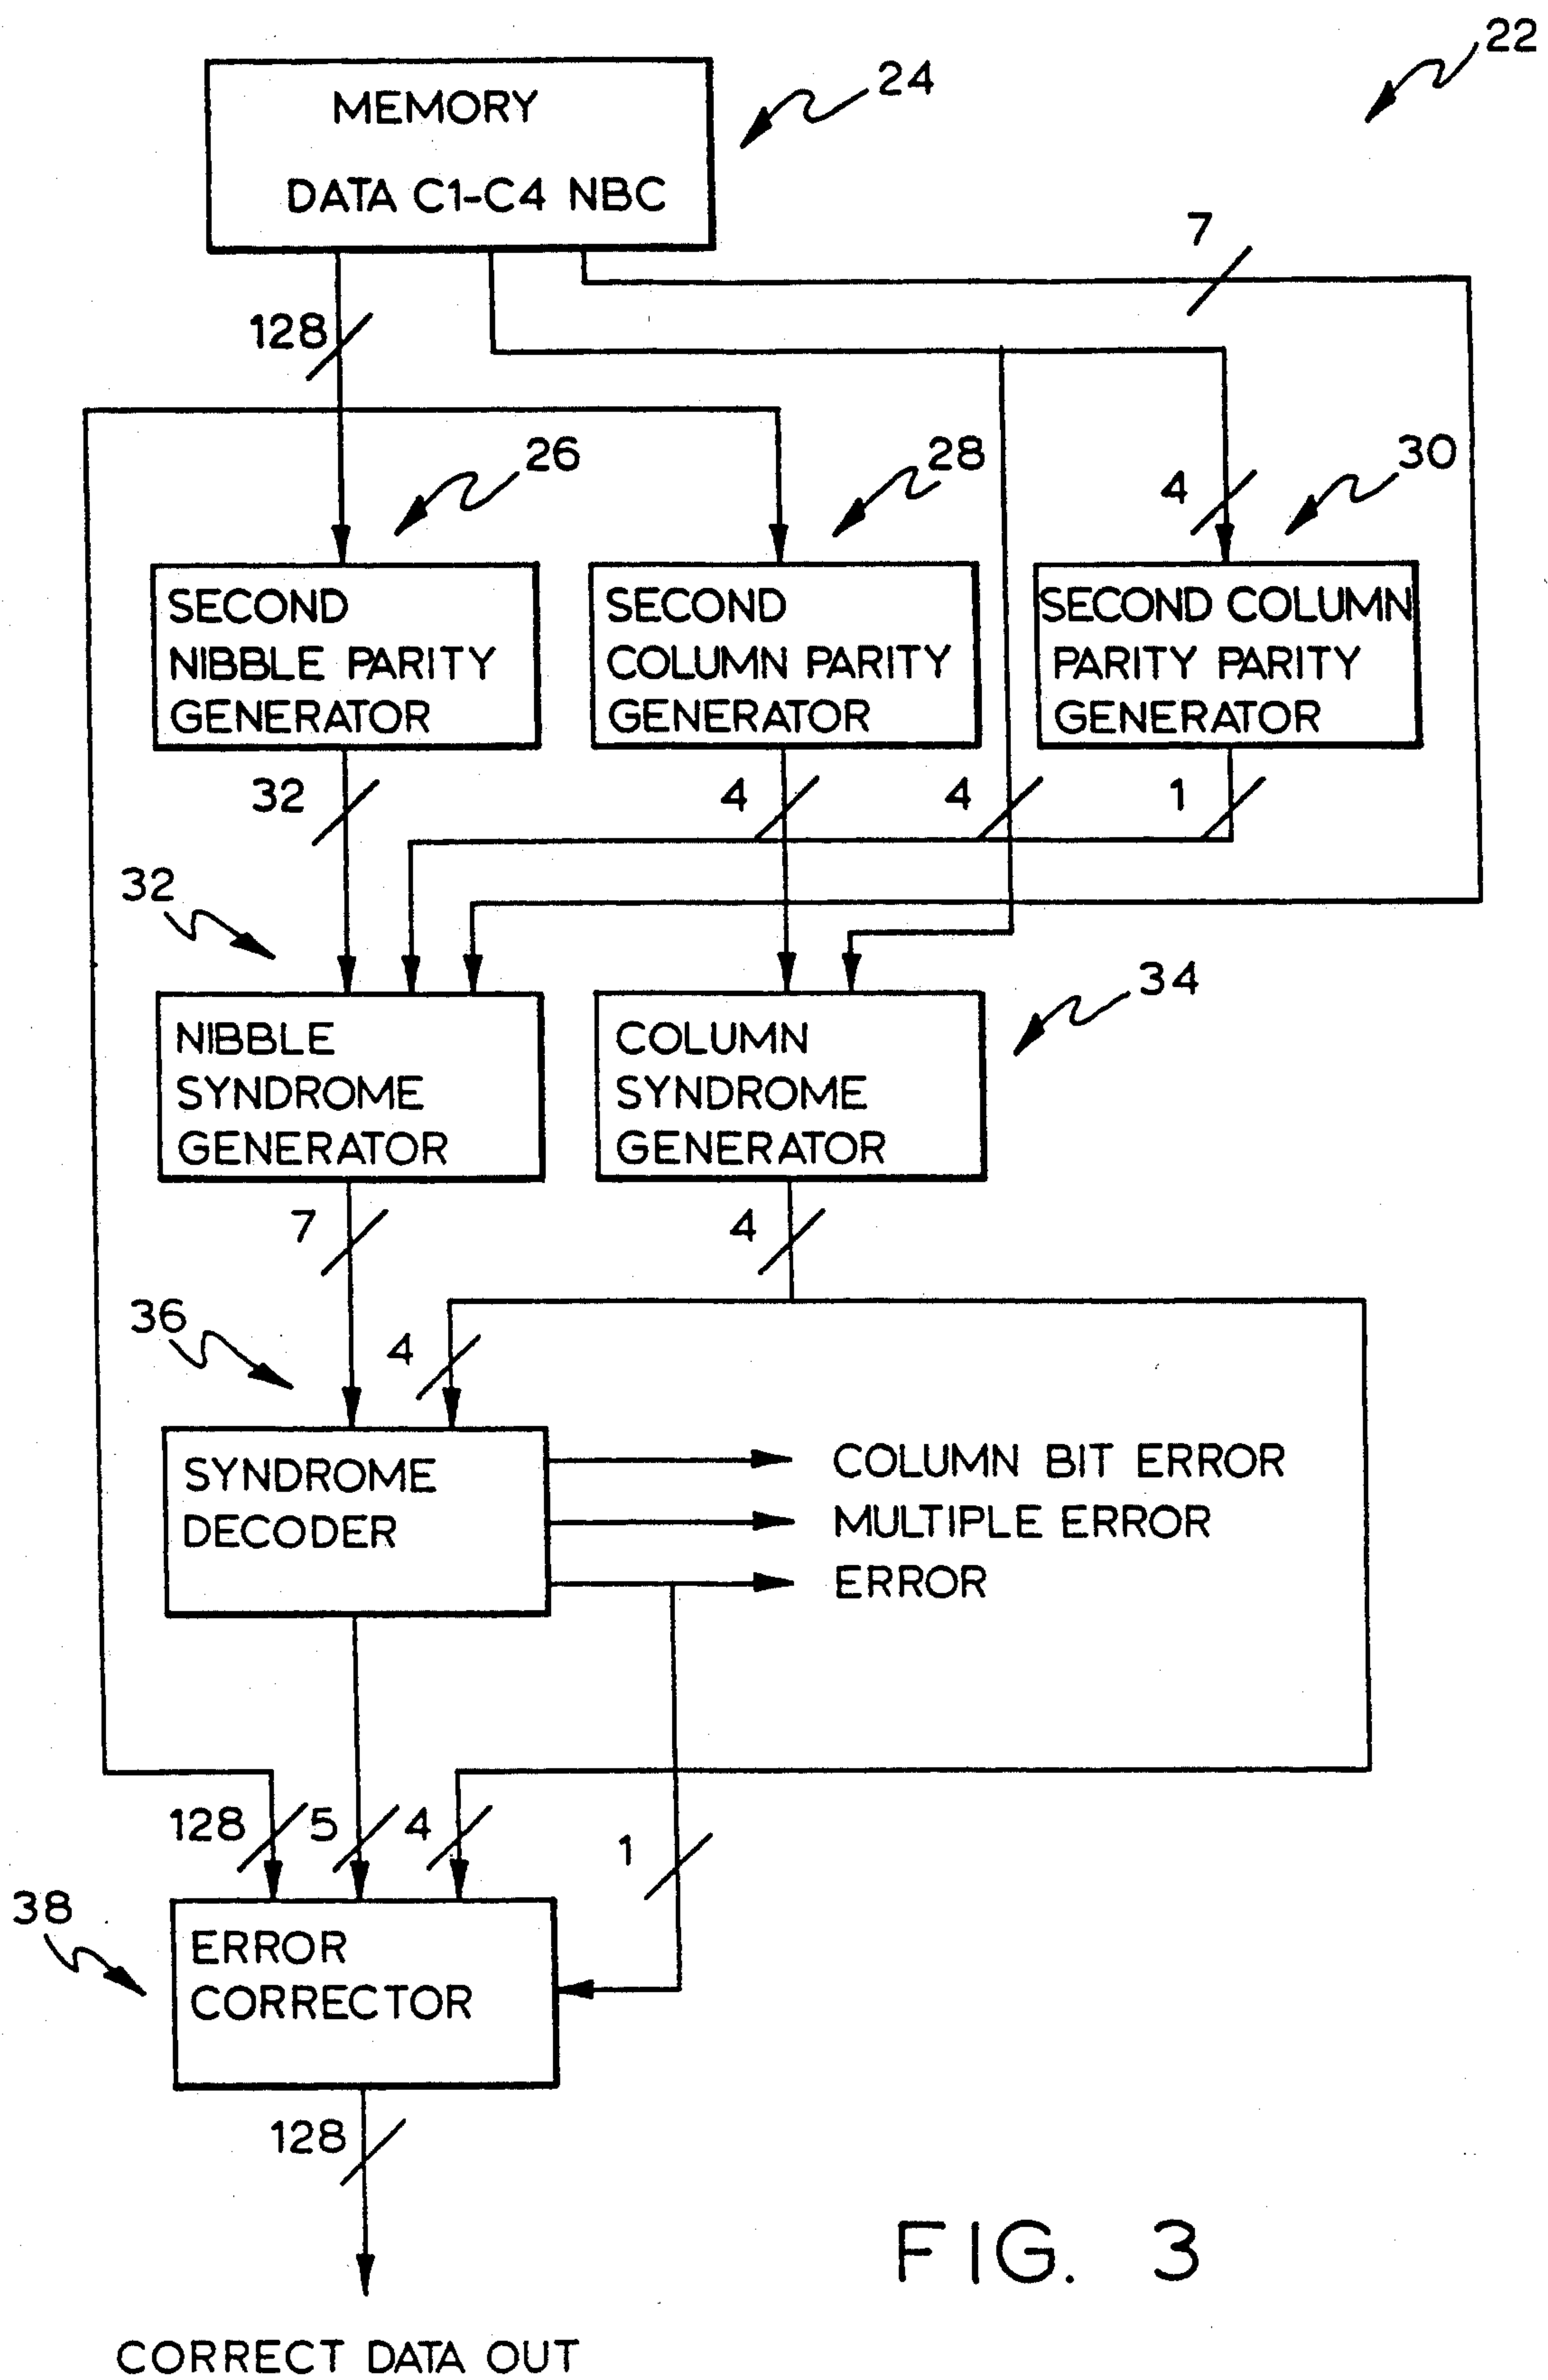 22
24
MEMORY
DATA C1-C4 NBC
7
128
26
28
30
4
SECOND
NIBBLE PARITY
GENERATOR
SECOND
COLUMN PARITY
GENERATOR
SECOND COLUMN
PARITY PARITY
GENERATOR
32
4
4
1
32
34
NIBBLE
SYNDROME
GENERATOR
COLUMN
SYNDROME
GENERATOR
7
4
36
4
SYNDROME
DECODER
COLUMN BIT ERROR
MULTIPLE ERROR
ERROR
128
5
4
1
38
ERROR
CORRECTOR
128
FIG. 3
CORRECT DATA OUT